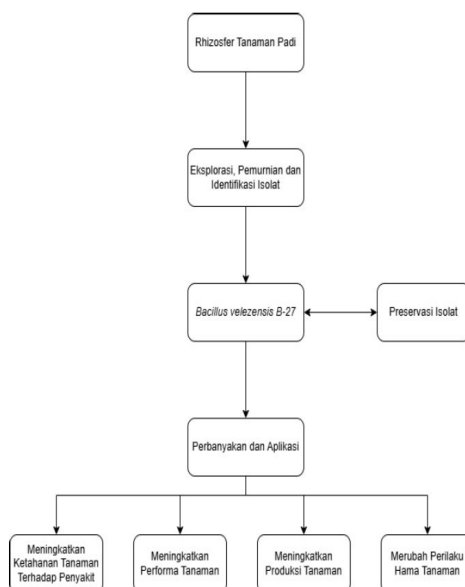 Rhizosfer Tanaman Padi
Eksplorasi, Pemurnian dan
Identifikasi Isolat
Bacillus velezensis B-27
Preservasi Isolat
Perbanyakan dan Aplikasi
Meningkatkan
Ketahanan Tanaman
Terhadap Penyakit
Meningkatkan
Performa Tanaman
Meningkatkan
Produksi Tanaman
Merubah Perilaku
Hama Tanaman